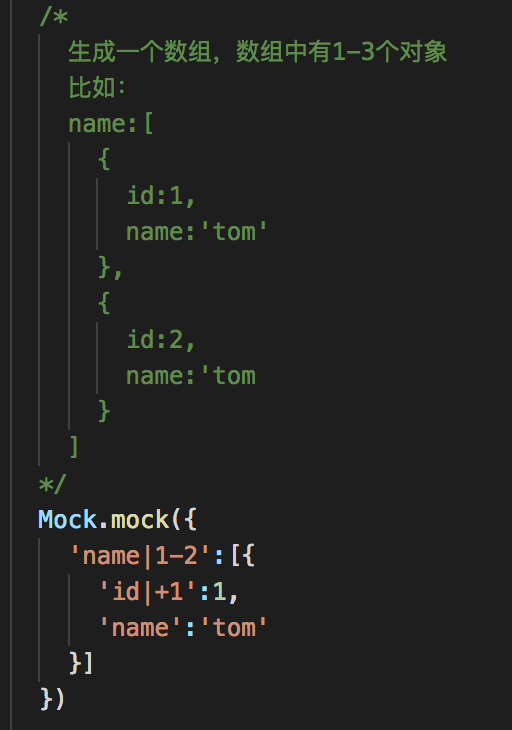 /*
生成一个数组，数组中有1-3个对象
比如：
name:[
{
id:1,
name:'tom'
},
{
id:2,
name:'tom
}
]
*/
Mock.mock({
'name|1-2':[{
'id|+1':1,
'name':'tom'
}]
})